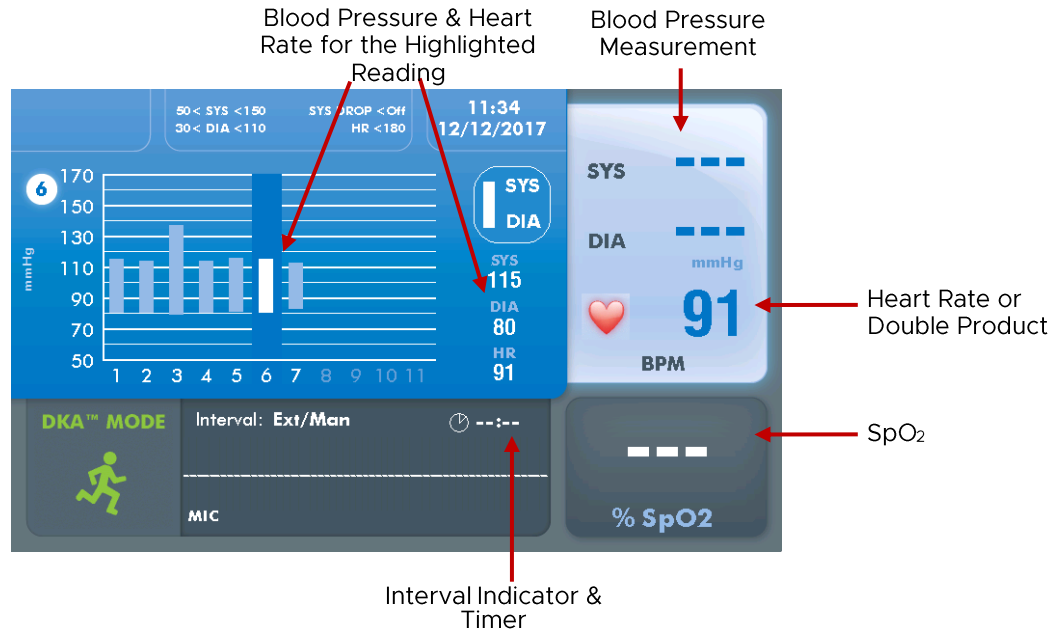 Blood Pressure & Heart
Rate for the Highlighted
Reading
Blood Pressure
Measurement
50< SYS <150
30< DIA <110
SYS DROP <Off
HR <180
11:34
12/12/2017
6
mmHg
170
150
130
110
90
70
50
1 2 3 4 5 6 7 8 9 10 11
SYS
DIA
SYS
115
DIA
80
HR
91
SYS
---
DIA
---
mmHg
91
BPM
Heart Rate or
Double Product
DKA™ MODE
Interval: Ext/Man
--:--
MIC
---
% SpO2
SpO₂
Interval Indicator &
Timer